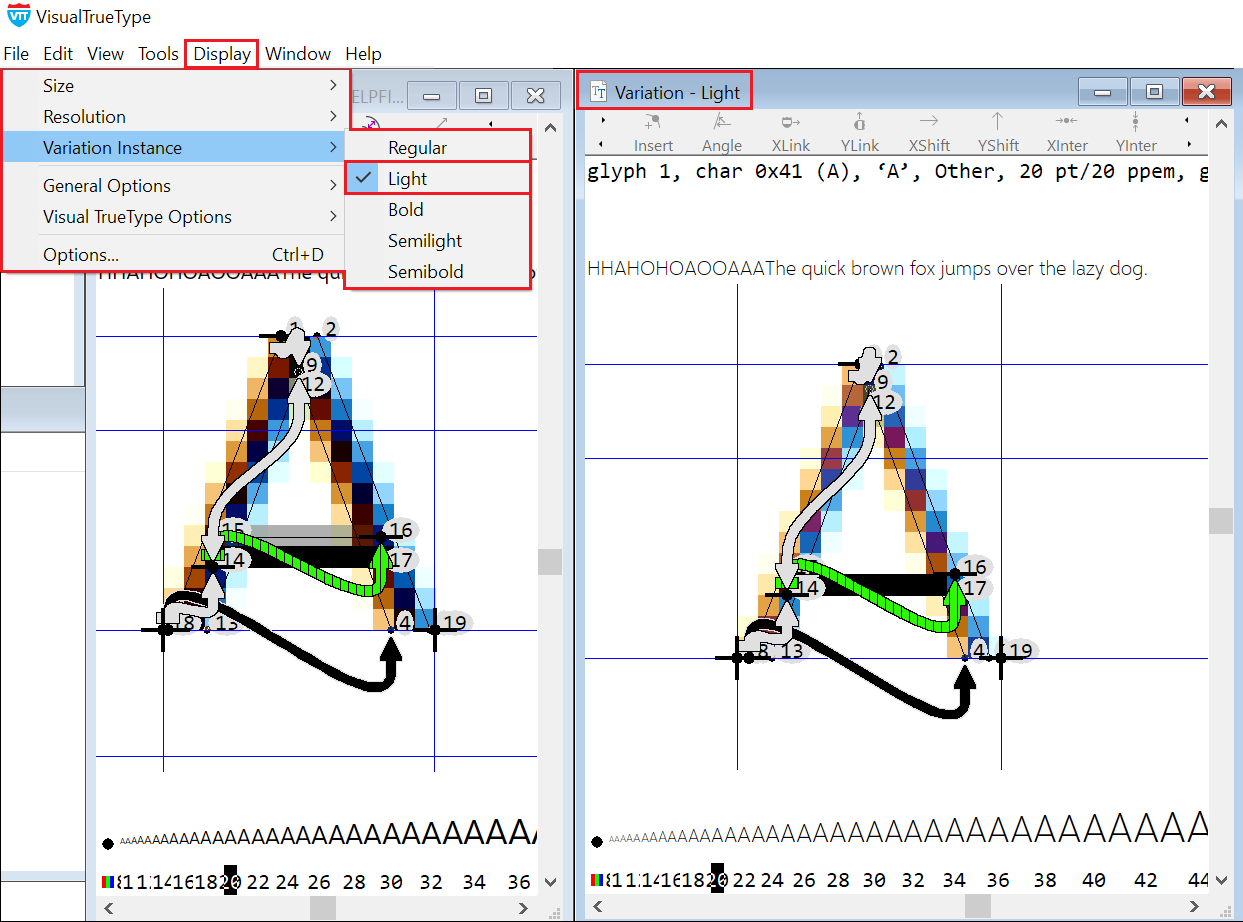 VTT VisualTrueType
File Edit View Tools Display Window Help
Size
Resolution
Variation Instance
General Options
Visual TrueType Options
Options... Ctrl+D
Regular
Light
Bold
Semilight
Semibold
ELPFI...
HHAHOHOAOOAAAThe qu
1 2
9
12
15 16
14 17
8 13 4 19
AAAAAAAAAAAAAAAAAAAAAAA
20 22 24 26 28 30 32 34 36
TT Variation - Light
Insert Angle XLink YLink XShift YShift XInter YInter
glyph 1, char 0x41 (A), ‘A’, Other, 20 pt/20 ppem, g
HHAHOHOAOOAAAThe quick brown fox jumps over the lazy dog.
2
9
12
16
14 17
8 13 4 19
AAAAAAAAAAAAAAAAAAAAAAAAAAA
20 22 24 26 28 30 32 34 36 38 40 42 44